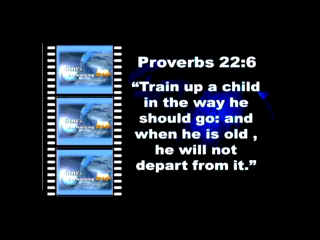 Proverbs 22:6
“Train up a child
in the way he
should go: and
when he is old ,
he will not
depart from it.”